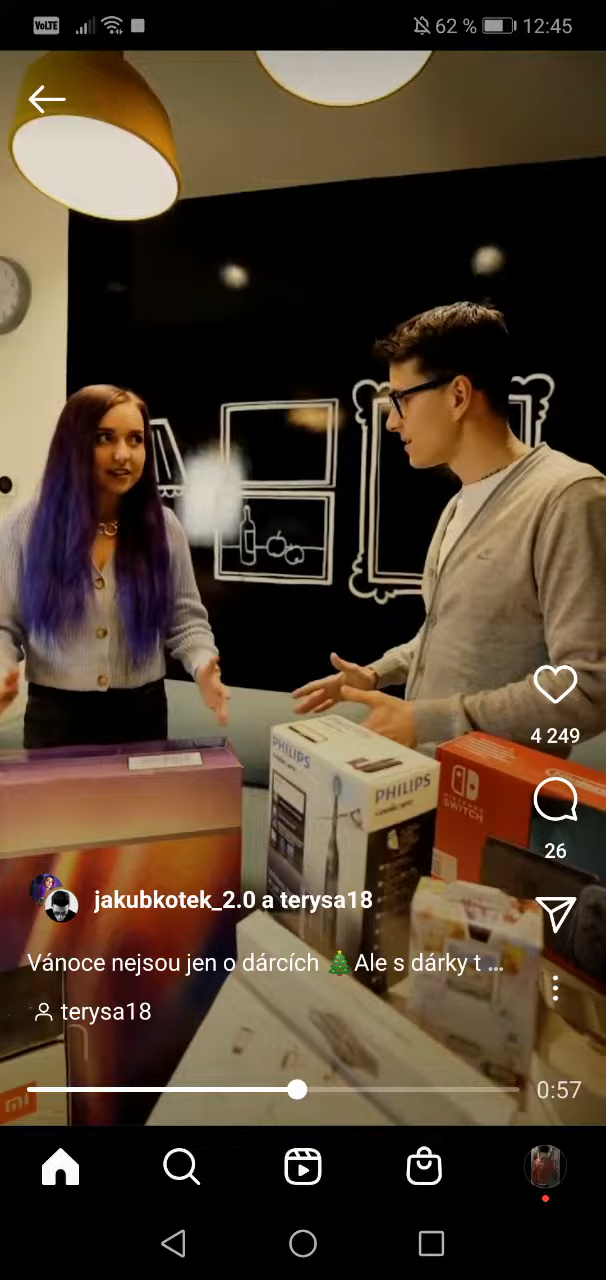 VoLTE
62 % 12:45
PHILIPS
PHILIPS
NINTENDO
SWITCH
4 249
26
jakubkotek_2.0 a terysa18
Vánoce nejsou jen o dárcích 🎄Ale s dárky t ...
terysa18
0:57
mi